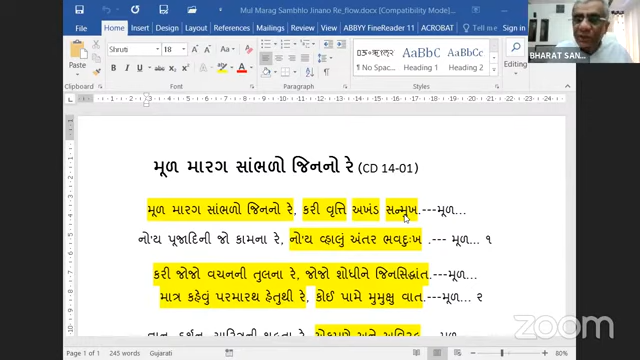 Mul Marag Sambhlo Jinano Re_flow.docx [Compatibility Mode]
File Home Insert Design Layout References Mailings Review View ABBYY FineReader 11 ACROBAT Tell me
Shruti 18
Paste
Clipboard Font Paragraph Styles
AaBbC AaBbCc
¶ No Spac... Heading 1 Heading 2
Editing
BHARAT SAN...
મૂળ મારગ સાંભળો જિનનો રે (CD 14-01)
મૂળ મારગ સાંભળો જિનનો રે, કરી વૃત્તિ અખંડ સન્મુખ.---મૂળ...
નો'ય પૂજાદિની જો કામના રે, નો'ય વ્હાલું અંતર ભવદુઃખ .--- મૂળ... ૧
કરી જોજો વચનની તુલના રે, જોજો શોધીને જિનસિદ્ધાંત.---મૂળ...
માત્ર કહેવું પરમારથ હેતુથી રે, કોઈ પામે મુમુક્ષુ વાત.---મૂળ... ૨
Page 1 of 1 245 words Gujarati 80%
zoom